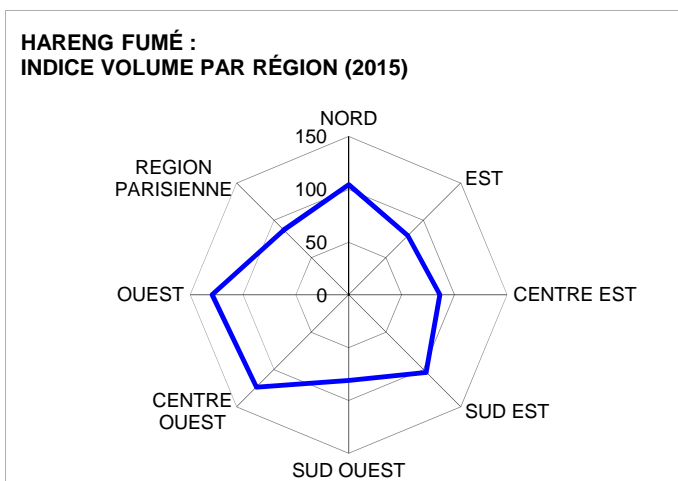 HARENG FUMÉ :
INDICE VOLUME PAR RÉGION (2015)
NORD
150
REGION
PARISIENNE
EST
100
50
OUEST
0
CENTRE EST
CENTRE
OUEST
SUD EST
SUD OUEST